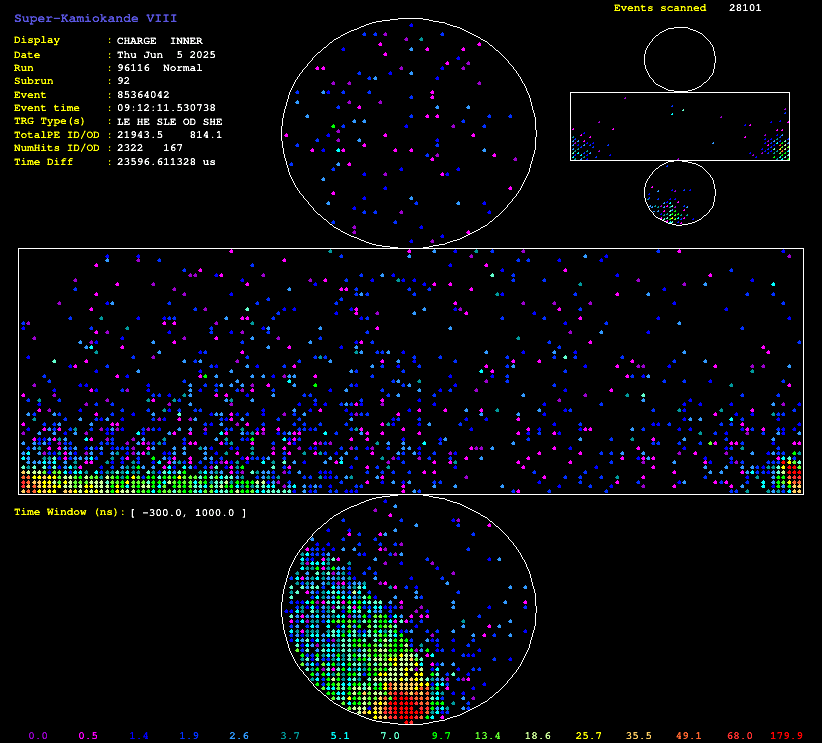 Super-Kamiokande VIII
Events scanned 28101
Display : CHARGE INNER
Date : Thu Jun 5 2025
Run : 96116 Normal
Subrun : 92
Event : 85364042
Event time : 09:12:11.530738
TRG Type(s) : LE HE SLE OD SHE
TotalPE ID/OD : 21943.5 814.1
NumHits ID/OD : 2322 167
Time Diff : 23596.611328 us
Time Window (ns): [ -300.0, 1000.0 ]
0.0 0.5 1.4 1.9 2.6 3.7 5.1 7.0 9.7 13.4 18.6 25.7 35.5 49.1 68.0 179.9